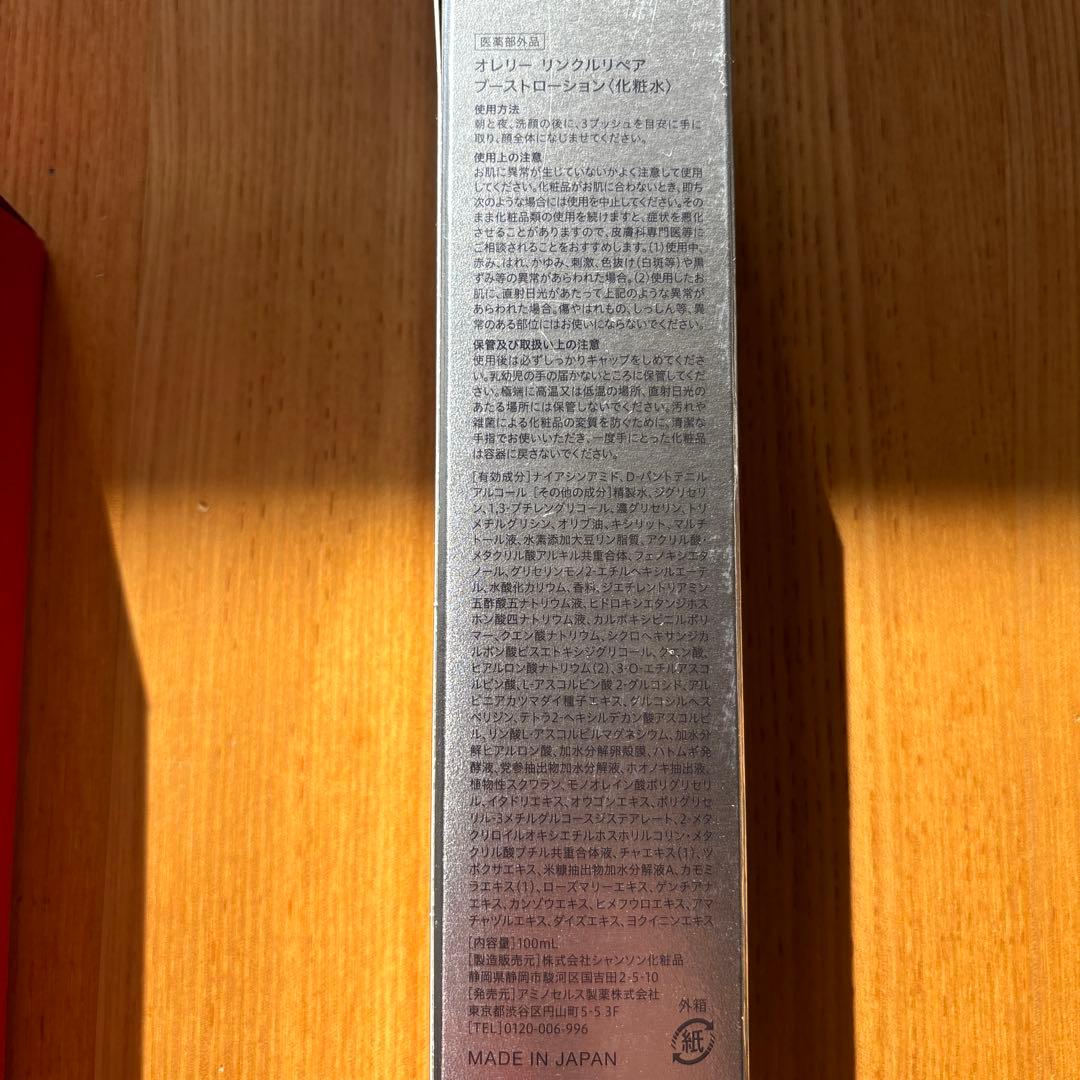 医薬部外品
オレリー リンクルリペア
ブーストローション〈化粧水〉
使用方法
朝と夜、洗顔の後に、3プッシュを目安に手に
取り、顔全体になじませてください。
使用上の注意
お肌に異常が生じていないかよく注意して使用
してください。化粧品がお肌に合わないとき、即ち
次のような場合には使用を中止してください。その
まま化粧品類の使用を続けますと、症状を悪化
させることがありますので、皮膚科専門医等に
ご相談されることをおすすめします。(1)使用中、
赤み、はれ、かゆみ、刺激、色抜け(白斑等)や黒
ずみ等の異常があらわれた場合。(2)使用したお
肌に、直射日光があたって上記のような異常が
あらわれた場合。傷やはれもの、しっしん等、異
常のある部位にはお使いにならないでください。
保管及び取扱い上の注意
使用後は必ずしっかりキャップをしめてくださ
い。乳幼児の手の届かないところに保管してくだ
さい。極端に高温又は低温の場所、直射日光の
あたる場所には保管しないでください。汚れや
雑菌による化粧品の変質を防ぐために、清潔な
手指でお使いいただき、一度手にとった化粧品
は容器に戻さないでください。
[有効成分]ナイアシンアミド、D-パントテニル
アルコール [その他の成分]精製水、ジグリセリ
ン、1,3-ブチレングリコール、濃グリセリン、トリ
メチルグリシン、オリブ油、キシリット、マルチ
トール液、水素添加大豆リン脂質、アクリル酸・
メタクリル酸アルキル共重合体、フェノキシエタ
ノール、グリセリンモノ2-エチルヘキシルエーテ
ル、水酸化カリウム、香料、ジエチレントリアミン
五酢酸五ナトリウム液、ヒドロキシエタンジホス
ホン酸四ナトリウム液、カルボキシビニルポリ
マー、クエン酸ナトリウム、シクロヘキサンジカ
ルボン酸ビスエトキシジグリコール、クエン酸、
ヒアルロン酸ナトリウム(2)、3-O-エチルアスコ
ルビン酸、L-アスコルビン酸 2-グルコシド、アル
ピニアカツマダイ種子エキス、グルコシルヘス
ペリジン、テトラ2-ヘキシルデカン酸アスコルビ
ル、リン酸L-アスコルビルマグネシウム、加水分
解ヒアルロン酸、加水分解卵殻膜、ハトムギ発
酵液、党参抽出物加水分解液、ホオノキ抽出液、
植物性スクワラン、モノオレイン酸ポリグリセリ
ル、イタドリエキス、オウゴンエキス、ポリグリセ
リル-3メチルグルコースジステアレート、2-メタ
クリロイルオキシエチルホスホリルコリン・メタ
クリル酸ブチル共重合体液、チャエキス(1)、ツ
ボクサエキス、米糠抽出物加水分解液A、カモミ
ラエキス(1)、ローズマリーエキス、ゲンチアナ
エキス、カンゾウエキス、ヒメフウロエキス、アマ
チャヅルエキス、ダイズエキス、ヨクイニンエキス
[内容量]100mL
[製造販売元]株式会社シャンソン化粧品
静岡県静岡市駿河区国吉田2-5-10
[発売元]アミノセルス製薬株式会社
東京都渋谷区円山町5-5 3F
[TEL]0120-006-996
外箱
紙
MADE IN JAPAN